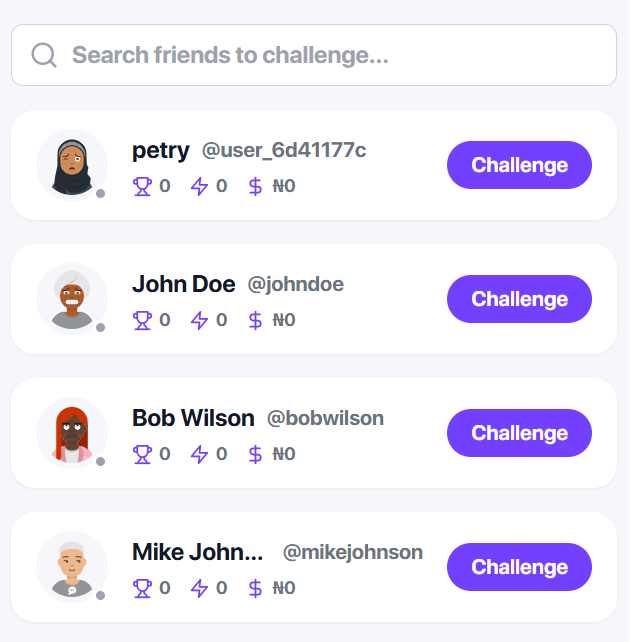 Search friends to challenge...
petry @user_6d41177c
0 0 ₦0
Challenge
John Doe @johndoe
0 0 ₦0
Challenge
Bob Wilson @bobwilson
0 0 ₦0
Challenge
Mike John... @mikejohnson
0 0 ₦0
Challenge